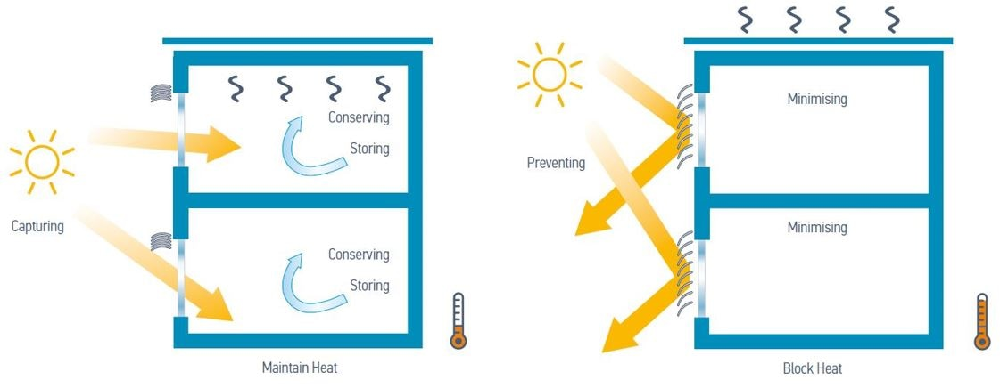 Conserving
Storing
Capturing
Conserving
Storing
Maintain Heat
Minimising
Preventing
Minimising
Block Heat